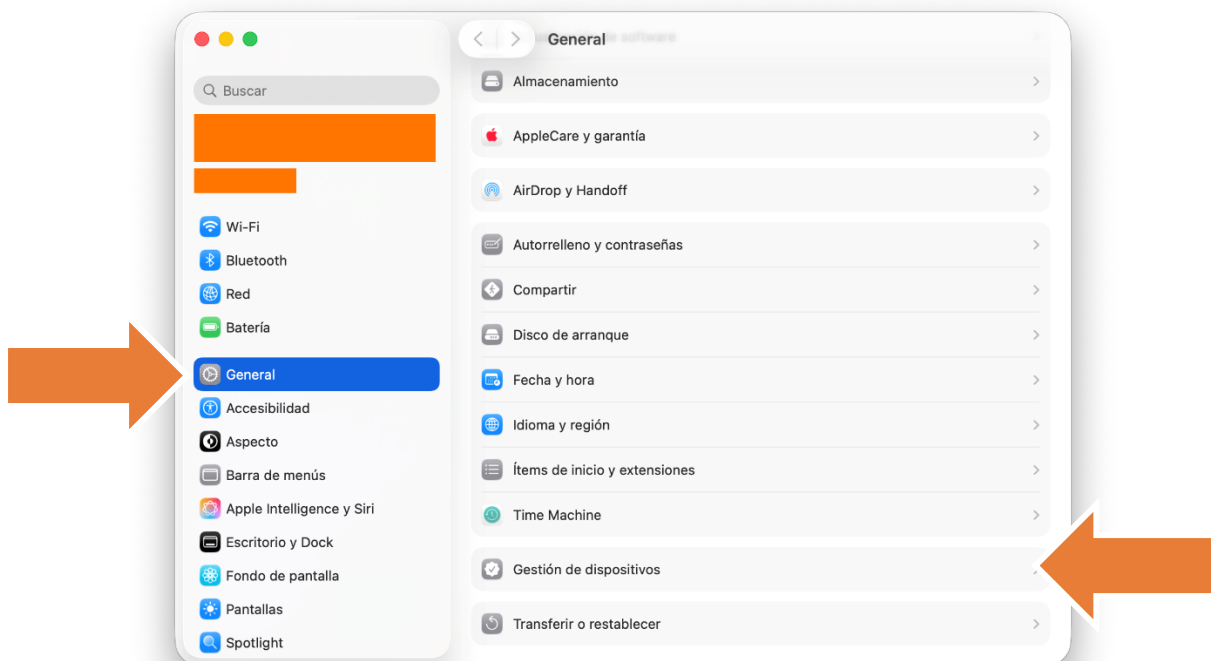 Buscar
Wi-Fi
Bluetooth
Red
Batería
General
Accesibilidad
Aspecto
Barra de menús
Apple Intelligence y Siri
Escritorio y Dock
Fondo de pantalla
Pantallas
Spotlight
General
de software
Almacenamiento
AppleCare y garantía
AirDrop y Handoff
Autorrelleno y contraseñas
Compartir
Disco de arranque
Fecha y hora
Idioma y región
Ítems de inicio y extensiones
Time Machine
Gestión de dispositivos
Transferir o restablecer